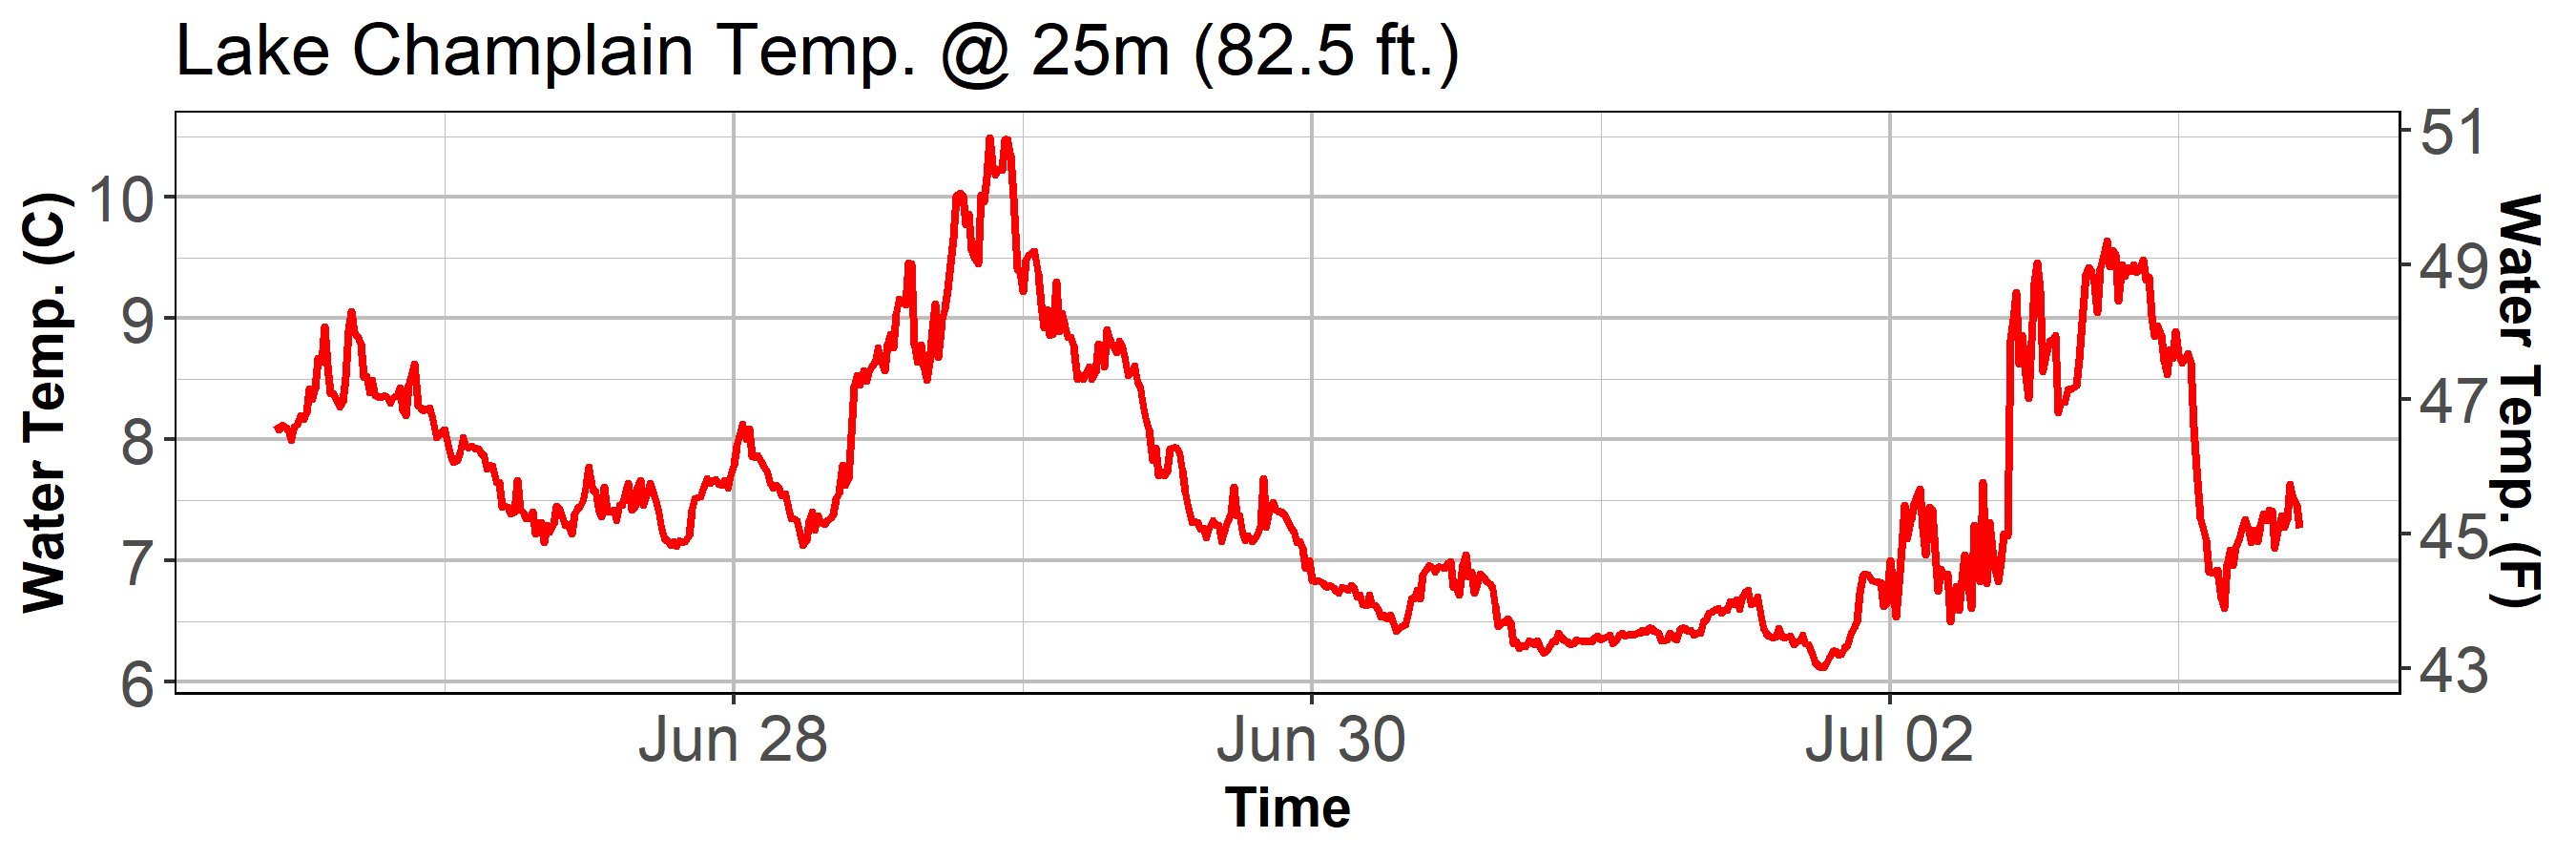 Lake Champlain Temp. @ 25m (82.5 ft.)
Water Temp. (C)
10
9
8
7
6
51
49
47
45
43
Water Temp. (F)
Jun 28
Jun 30
Jul 02
Time